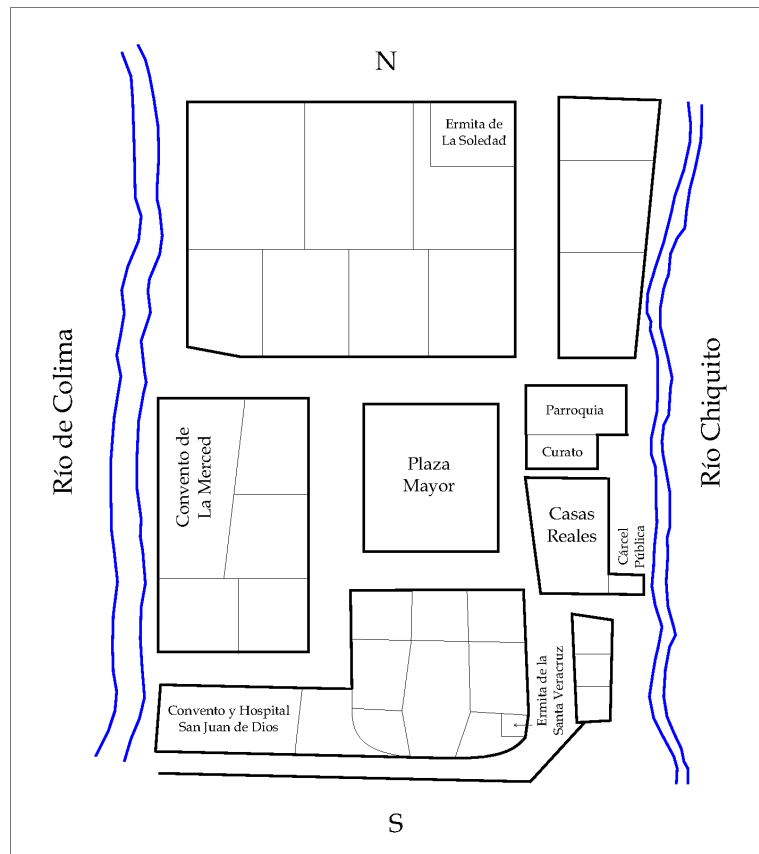 N
Ermita de
La Soledad
Río de Colima
Río Chiquito
Parroquia
Curato
Convento de
La Merced
Plaza
Mayor
Casas
Reales
Cárcel
Pública
Ermita de la
Santa Veracruz
Convento y Hospital
San Juan de Dios
S